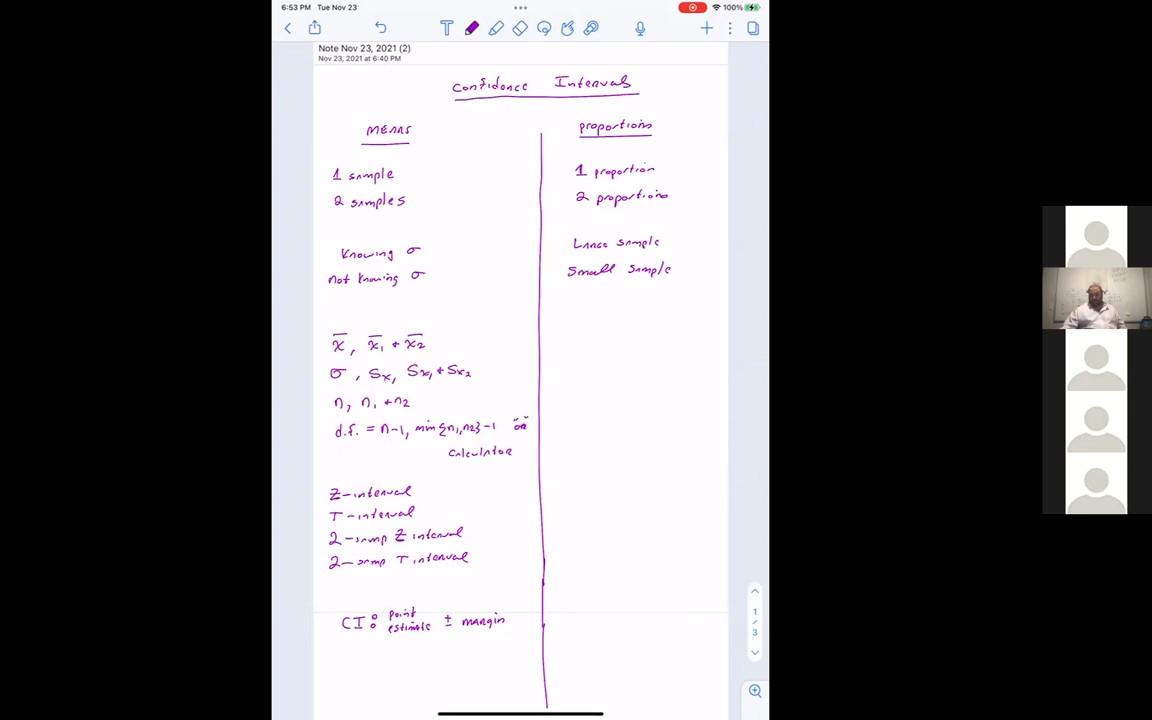 6:53 PM Tue Nov 23
100%
Note Nov 23, 2021 (2)
Nov 23, 2021 at 6:40 PM
Confidence Intervals
MEANS
proportions
1 sample
1 proportion
2 samples
2 proportions
Knowing σ
Large sample
not knowing σ
Small sample
x̄, x̄₁ + x̄₂
σ, Sx, Sx₁ + Sx₂
n, n₁ + n₂
d.f. = n-1, min{n₁,n₂}-1 "or"
calculator
Z-interval
T-interval
2-samp Z interval
2-samp T interval
CI: point estimate ± margin
1
/
3